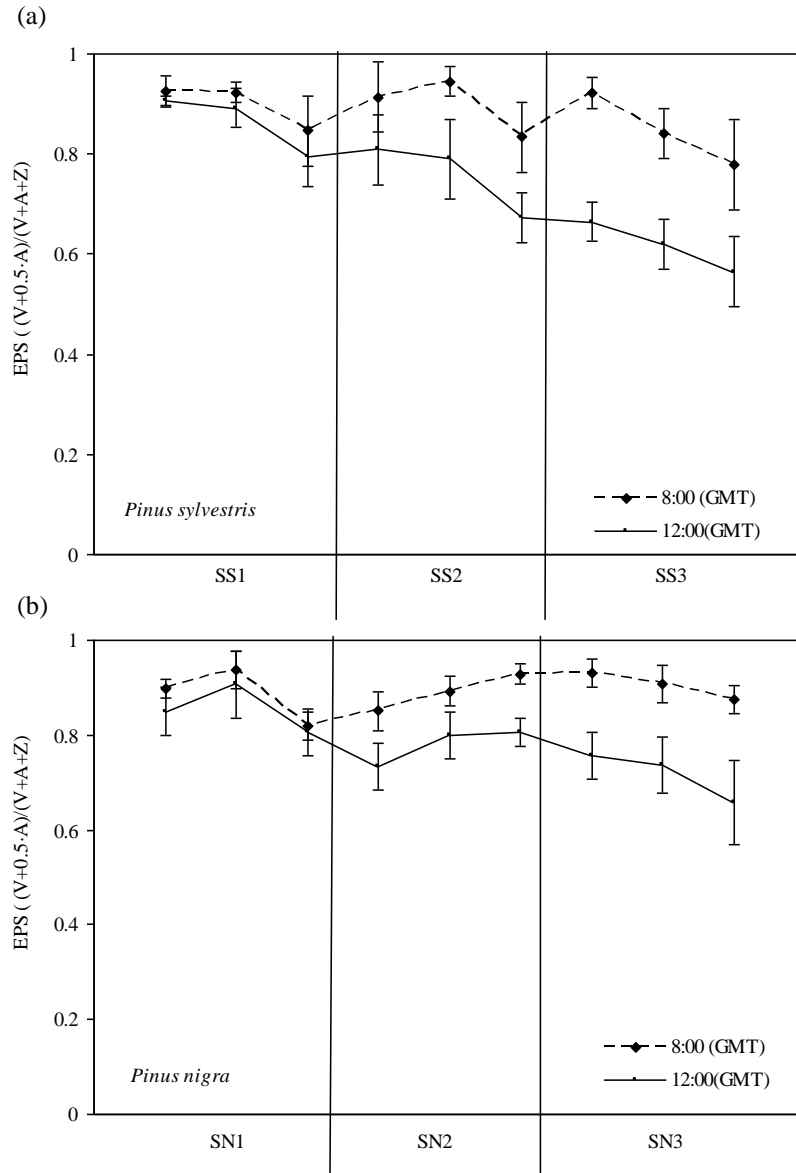 (a)
1
0.8
0.6
0.4
0.2
0
EPS ( (V+0.5·A)/(V+A+Z)
Pinus sylvestris
8:00 (GMT)
12:00(GMT)
SS1 SS2 SS3
(b)
1
0.8
0.6
0.4
0.2
0
EPS ( (V+0.5·A)/(V+A+Z)
Pinus nigra
8:00 (GMT)
12:00(GMT)
SN1 SN2 SN3